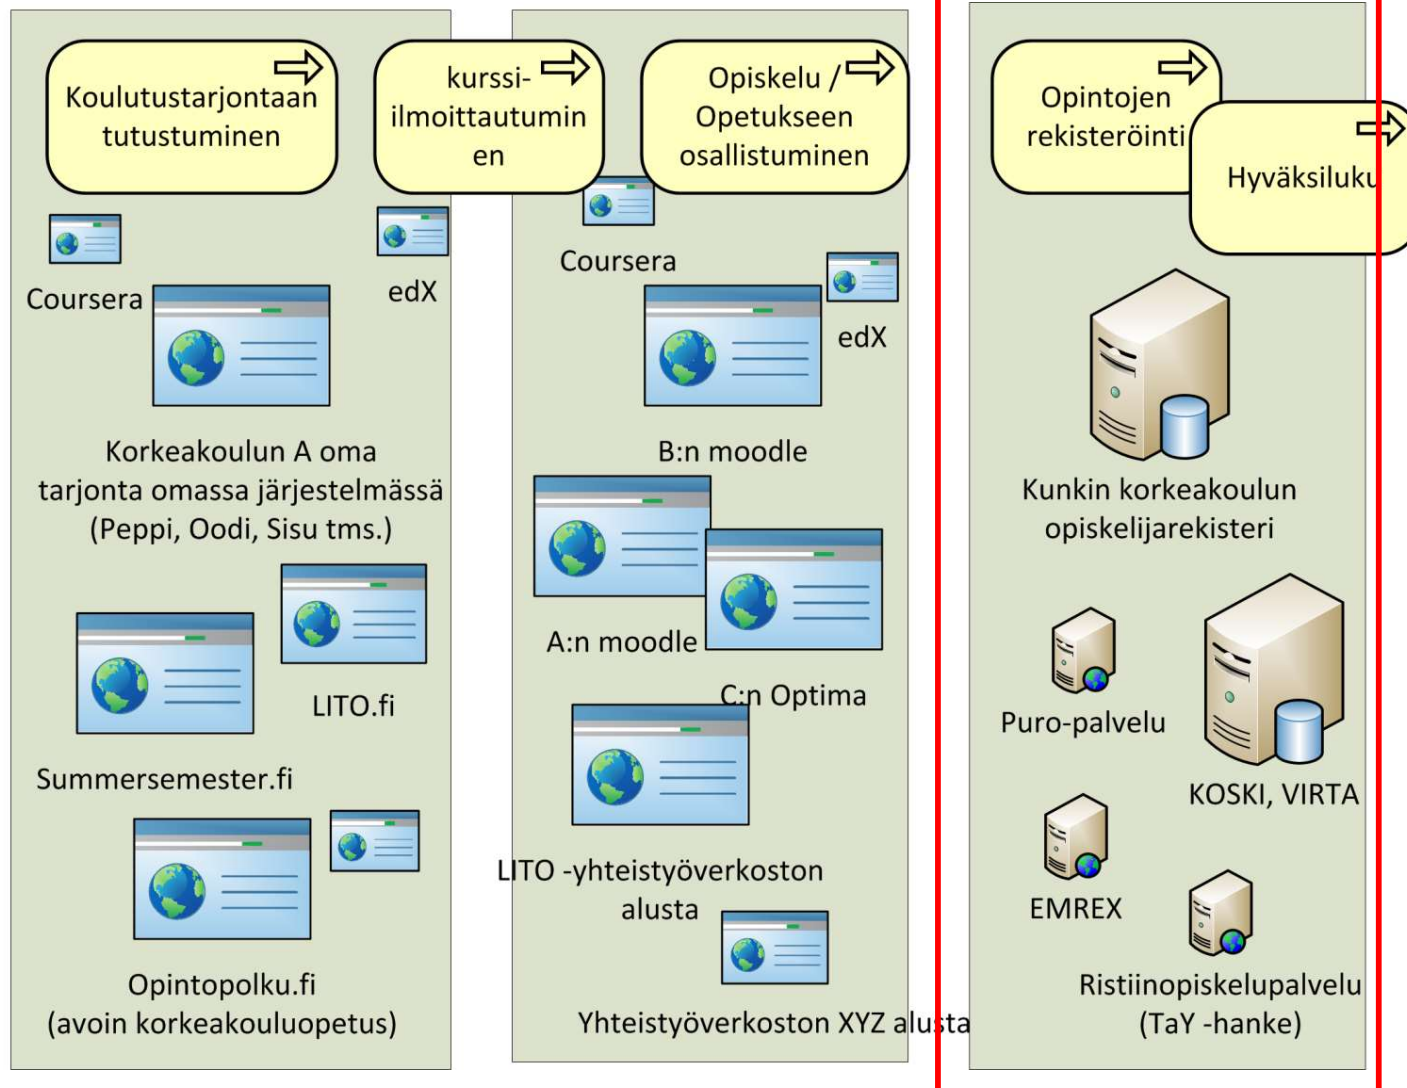 Koulutustarjontaan
tutustuminen
kurssi-
ilmoittautumin
en
Opiskelu /
Opetukseen
osallistuminen
Opintojen
rekisteröinti
Hyväksiluku
Coursera
edX
Korkeakoulun A oma
tarjonta omassa järjestelmässä
(Peppi, Oodi, Sisu tms.)
LITO.fi
Summersemester.fi
Opintopolku.fi
(avoin korkeakouluopetus)
Coursera
edX
B:n moodle
A:n moodle
C:n Optima
LITO -yhteistyöverkoston
alusta
Yhteistyöverkoston XYZ alusta
Kunkin korkeakoulun
opiskelijarekisteri
Puro-palvelu
KOSKI, VIRTA
EMREX
Ristiinopiskelupalvelu
(TaY -hanke)